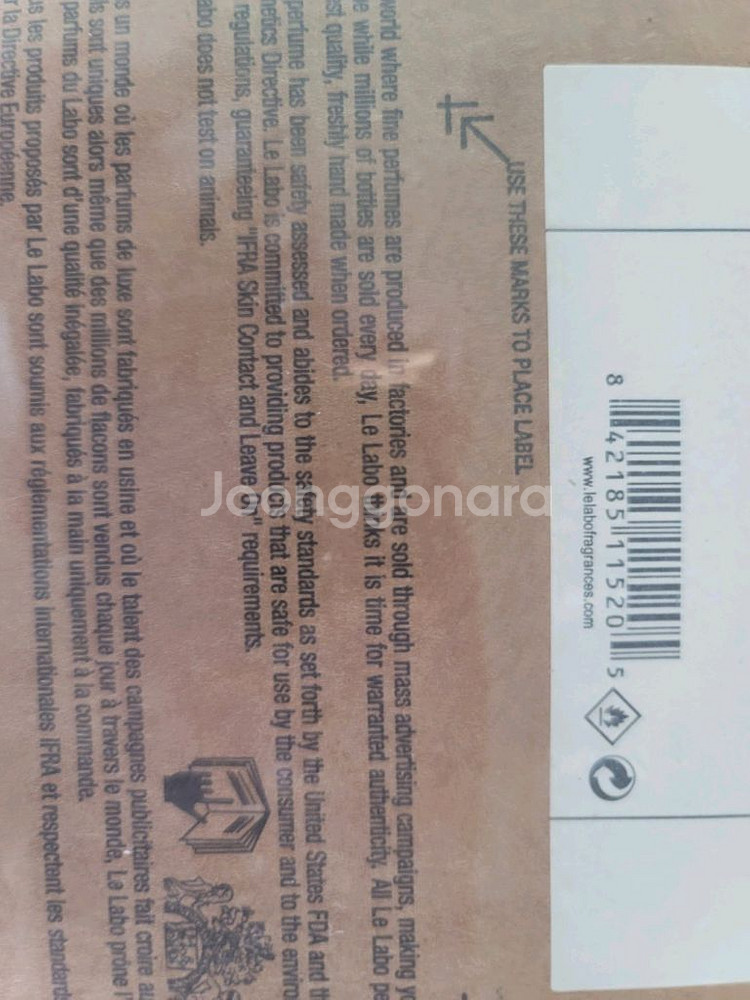 USE THESE MARKS TO PLACE LABEL
world where fine perfumes are produced in factories and are sold through mass advertising campaigns, making
while millions of bottles are sold every day, Le Labo thinks it is time for warranted authenticity. All Le Labo
quality, freshly hand made when ordered.
perfume has been safety assessed and abides to the safety standards as set forth by the United States FDA and
Directive. Le Labo is committed to providing products that are safe for use by the consumer and to the
regulations, guaranteeing "IFRA Skin Contact and Leave On" requirements.
does not test on animals.
un monde où les parfums de luxe sont fabriqués en usine et où le talent des campagnes publicitaires fait croire
sont uniques alors même que des millions de flacons sont vendus chaque jour à travers le monde, Le Labo prône
parfums du Labo sont d'une qualité inégalée, fabriqués à la main uniquement à la commande.
les produits proposés par Le Labo sont soumis aux réglementations internationales IFRA et respectent les
la Directive Européenne.
8 42185 11520 5
www.lelabofragrances.com
Joonggonara